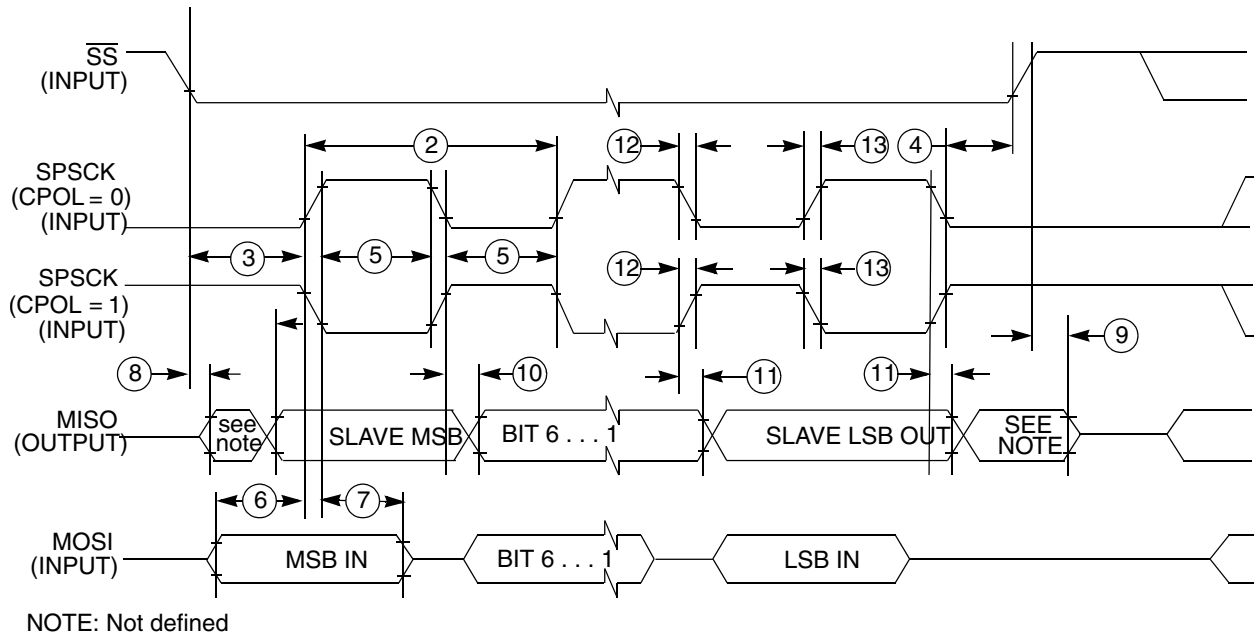 SS
(INPUT)
2
12
13
4
SPSCK
(CPOL = 0)
(INPUT)
3
5
5
12
13
SPSCK
(CPOL = 1)
(INPUT)
8
10
11
11
9
MISO
(OUTPUT)
see
note
SLAVE MSB
BIT 6 . . . 1
SLAVE LSB OUT
SEE
NOTE
6
7
MOSI
(INPUT)
MSB IN
BIT 6 . . . 1
LSB IN
NOTE: Not defined